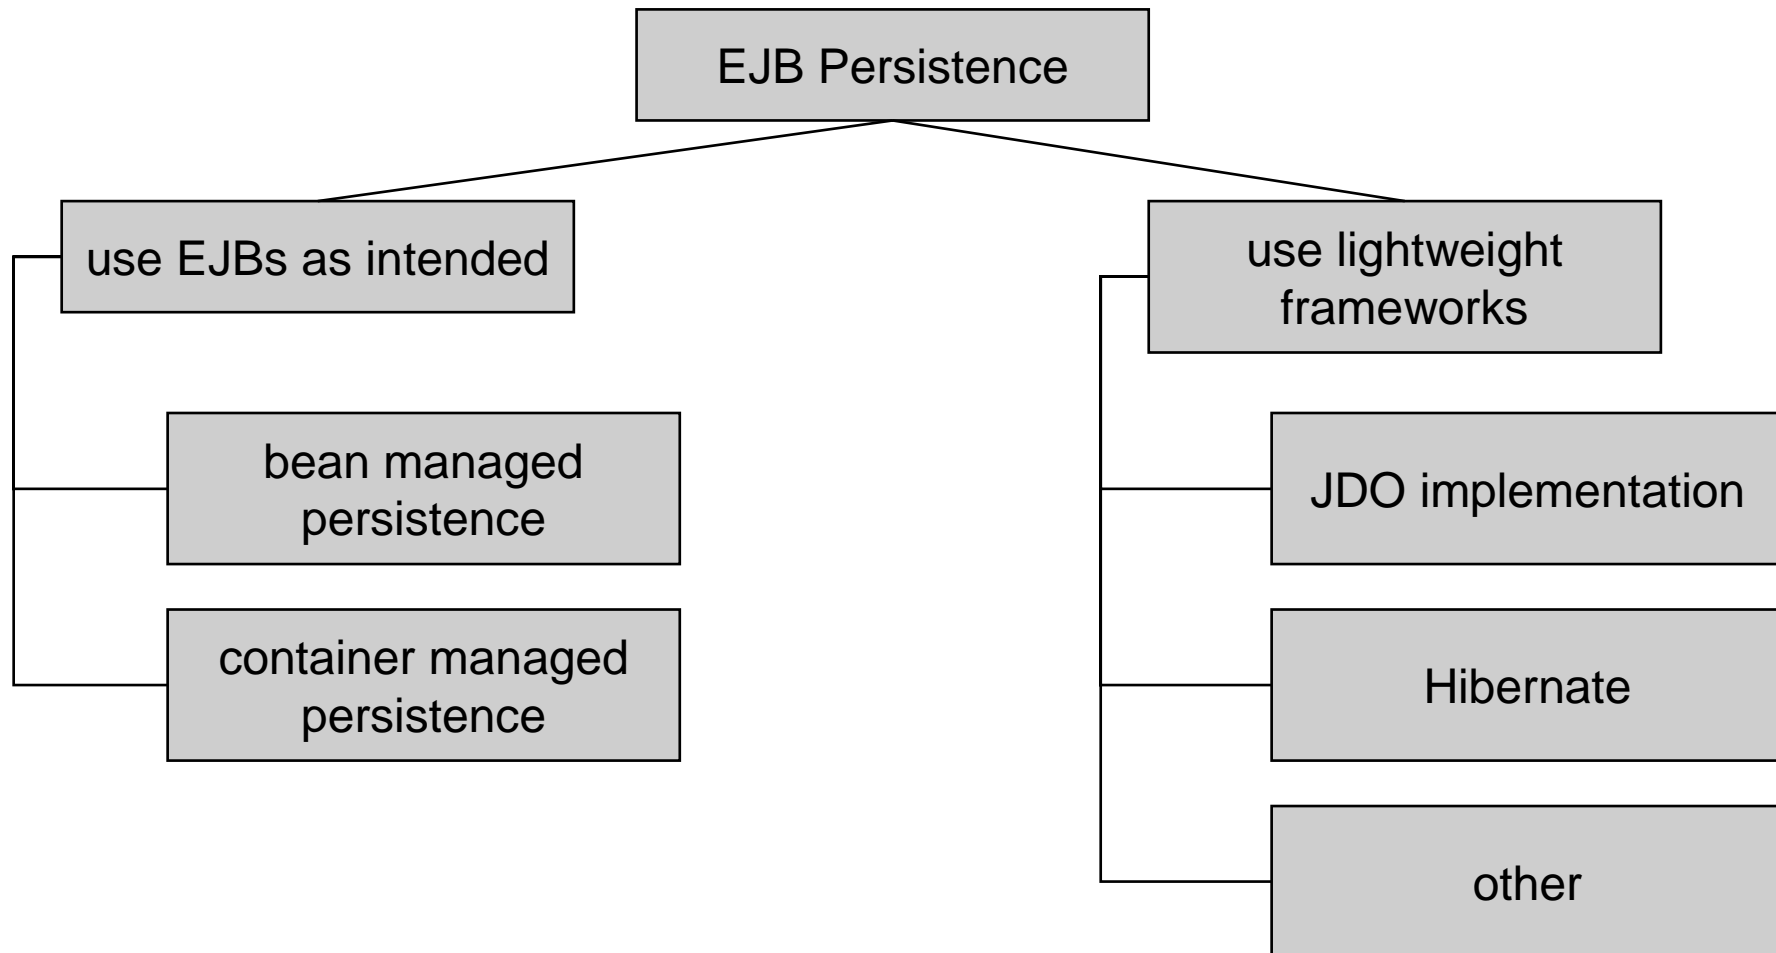 EJB Persistence
use EJBs as intended
use lightweight
frameworks
bean managed
persistence
container managed
persistence
JDO implementation
Hibernate
other